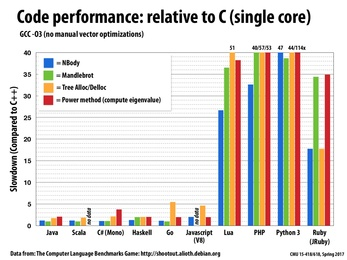 Code performance: relative to C (single core)
GCC -O3 (no manual vector optimizations)
51
40/57/53
47
44/114x
= NBody
= Mandlebrot
= Tree Alloc/Delloc
= Power method (compute eigenvalue)
Slowdown (Compared to C++)
40
35
30
25
20
15
10
5
0
no data
no data
Java
Scala
C# (Mono)
Haskell
Go
Javascript
(V8)
Lua
PHP
Python 3
Ruby
(JRuby)
Data from: The Computer Language Benchmarks Game: http://shootout.alioth.debian.org
CMU 15-418/618, Spring 2017